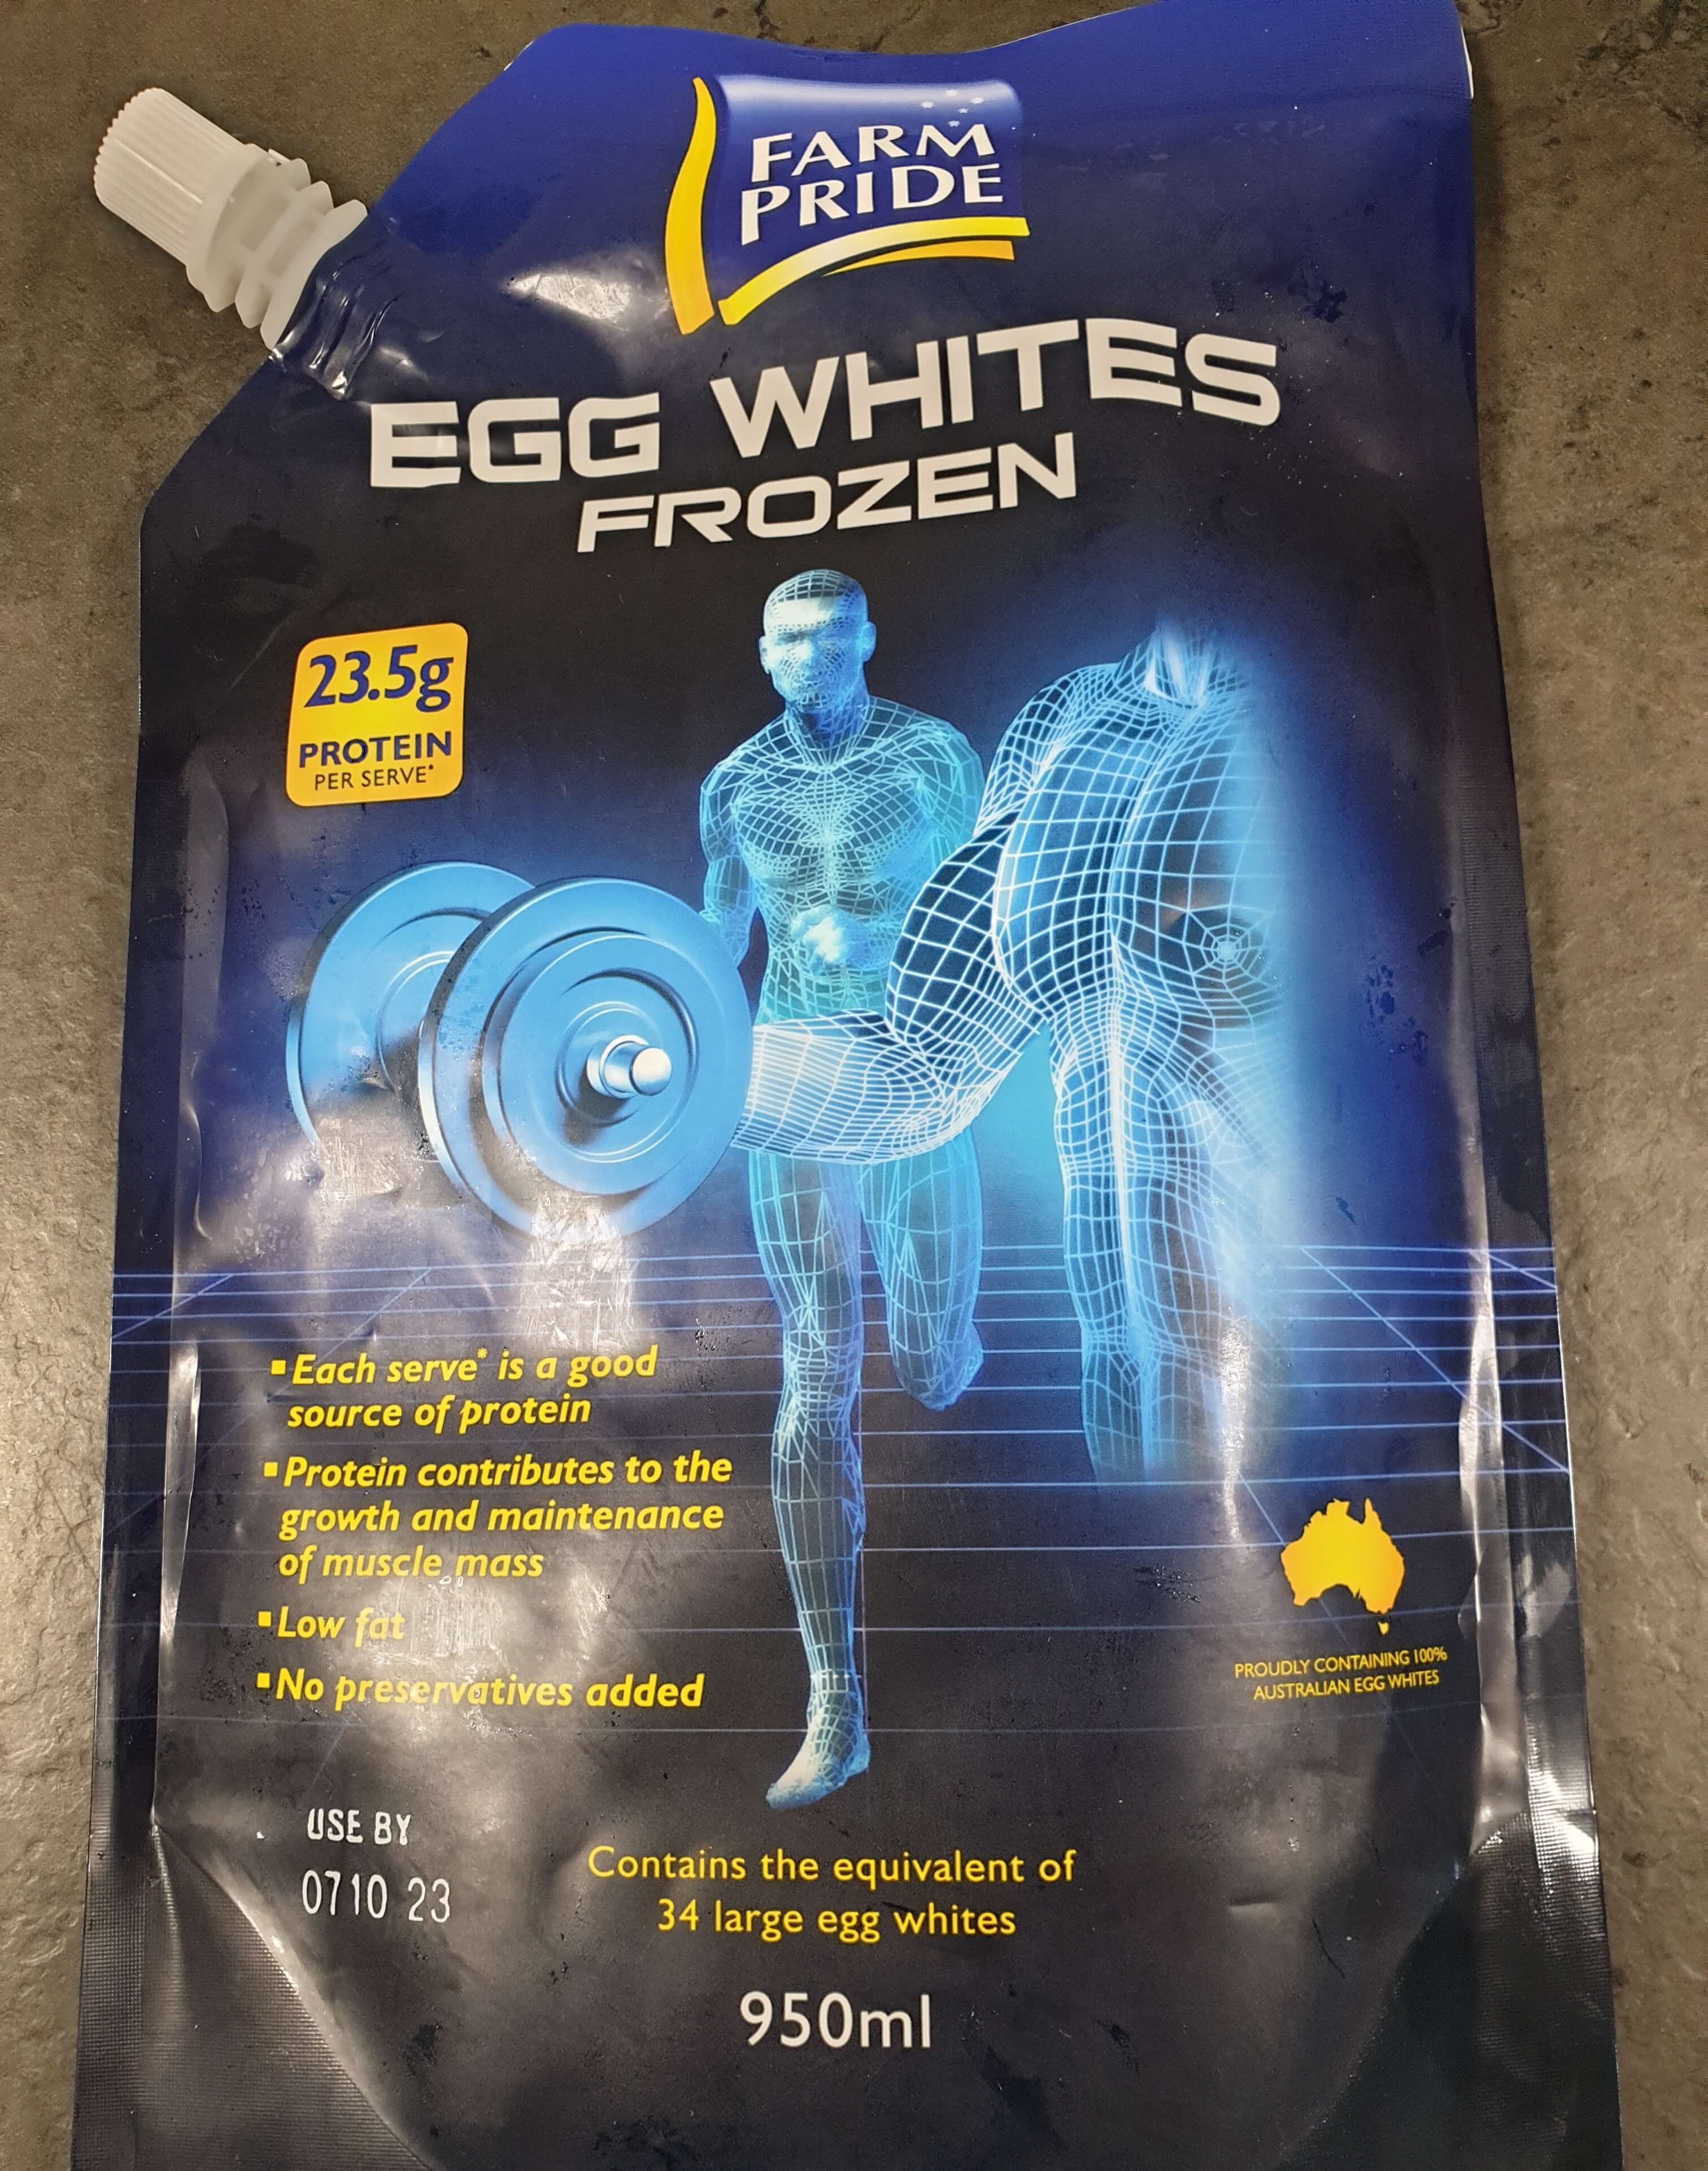 FARM
PRIDE
EGG WHITES
FROZEN
23.5g
PROTEIN
PER SERVE*
▪Each serve* is a good
source of protein
▪Protein contributes to the
growth and maintenance
of muscle mass
▪Low fat
▪No preservatives added
PROUDLY CONTAINING 100%
AUSTRALIAN EGG WHITES
USE BY
0710 23
Contains the equivalent of
34 large egg whites
950ml